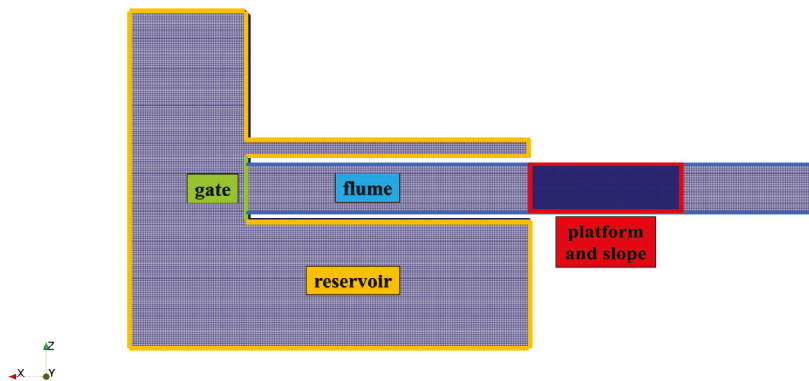 gate
flume
platform
and slope
reservoir
Z
X
Y